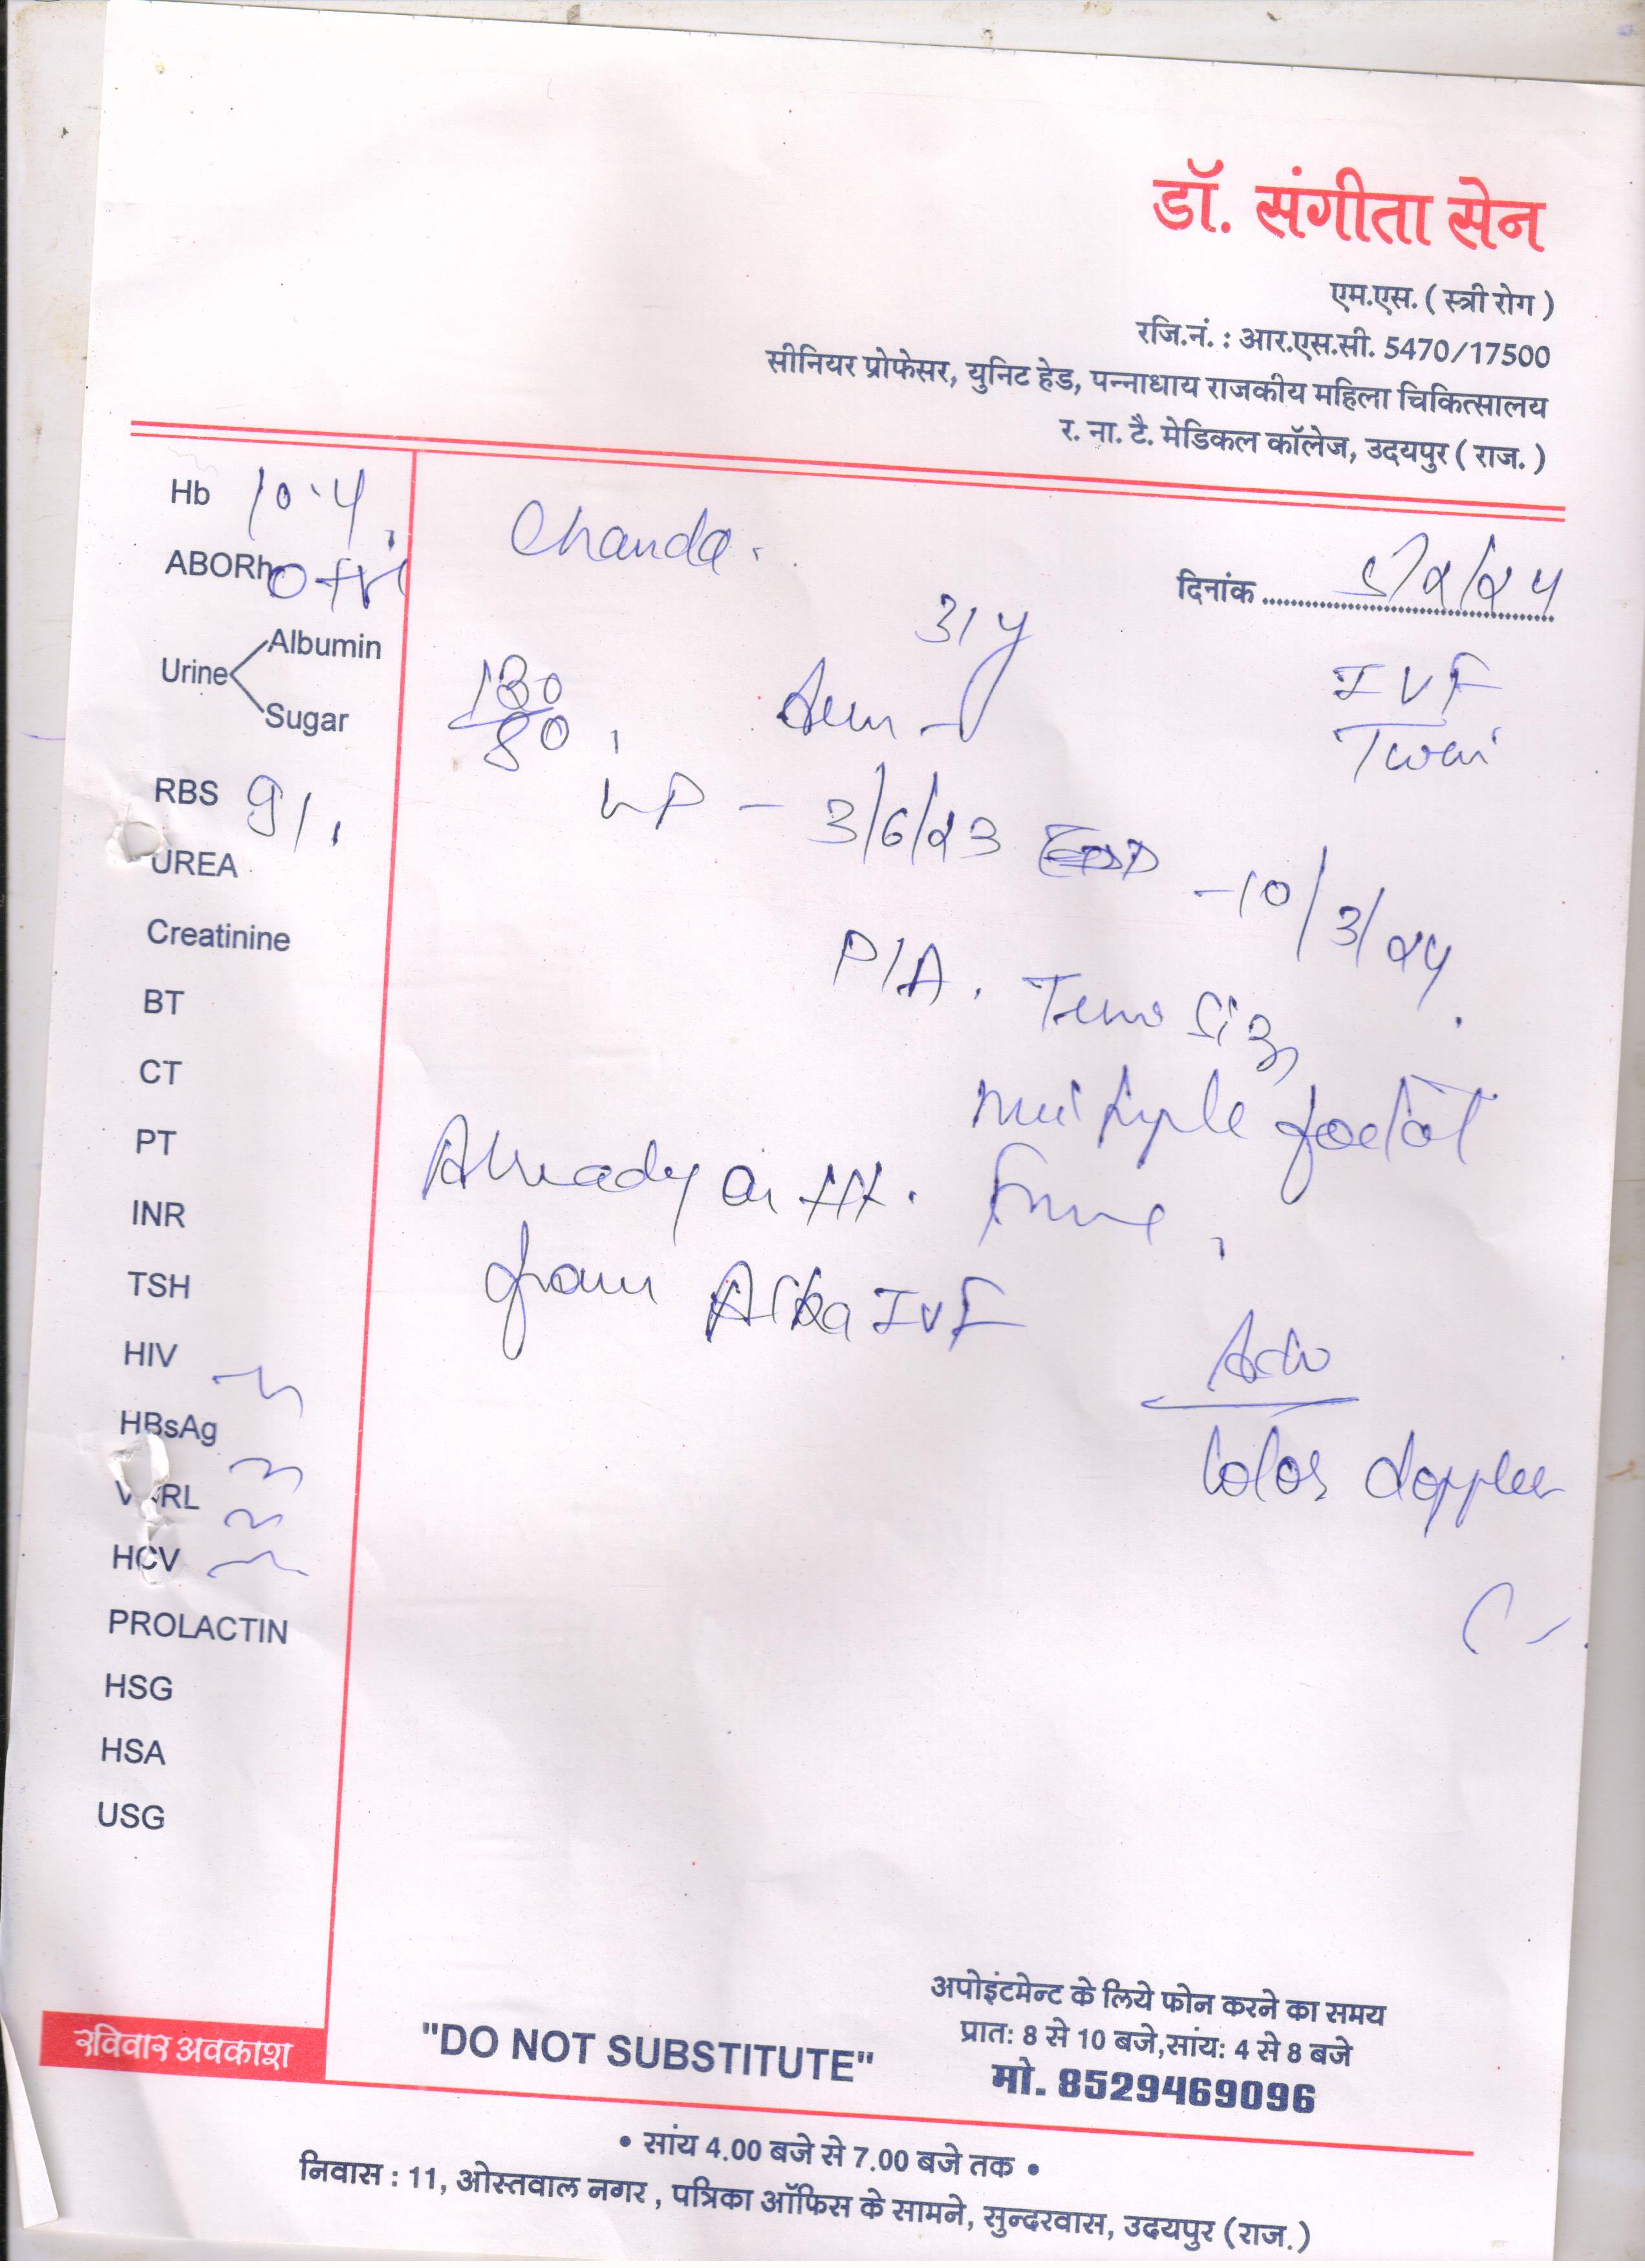 डॉ. संगीता सेन
एम.एस. ( स्त्री रोग )
रजि.नं. : आर.एस.सी. 5470/17500
सीनियर प्रोफेसर, युनिट हेड, पन्नाधाय राजकीय महिला चिकित्सालय
र. ना. टै. मेडिकल कॉलेज, उदयपुर ( राज. )
Hb 10.4
Chanda.
दिनांक 5/2/24
ABORh O +ve
31 y
Urine
Albumin
Sugar
130/80
IVF
Twin
RBS 91
LMP - 3/6/23 EDD - 10/3/24
UREA
Creatinine
P/A. Term Size
BT
CT
multiple foetal
PT
Already on ttt.
INR
from Arka IVF
TSH
HIV
Adv
HBsAg
Color doppler
VDRL
HCV
PROLACTIN
HSG
HSA
USG
अपोइंटमेन्ट के लिये फोन करने का समय
प्रात: 8 से 10 बजे,सांय: 4 से 8 बजे
मो. 8529469096
रविवार अवकाश
"DO NOT SUBSTITUTE"
• सांय 4.00 बजे से 7.00 बजे तक •
निवास : 11, ओस्तवाल नगर , पत्रिका ऑफिस के सामने, सुन्दरवास, उदयपुर ( राज. )